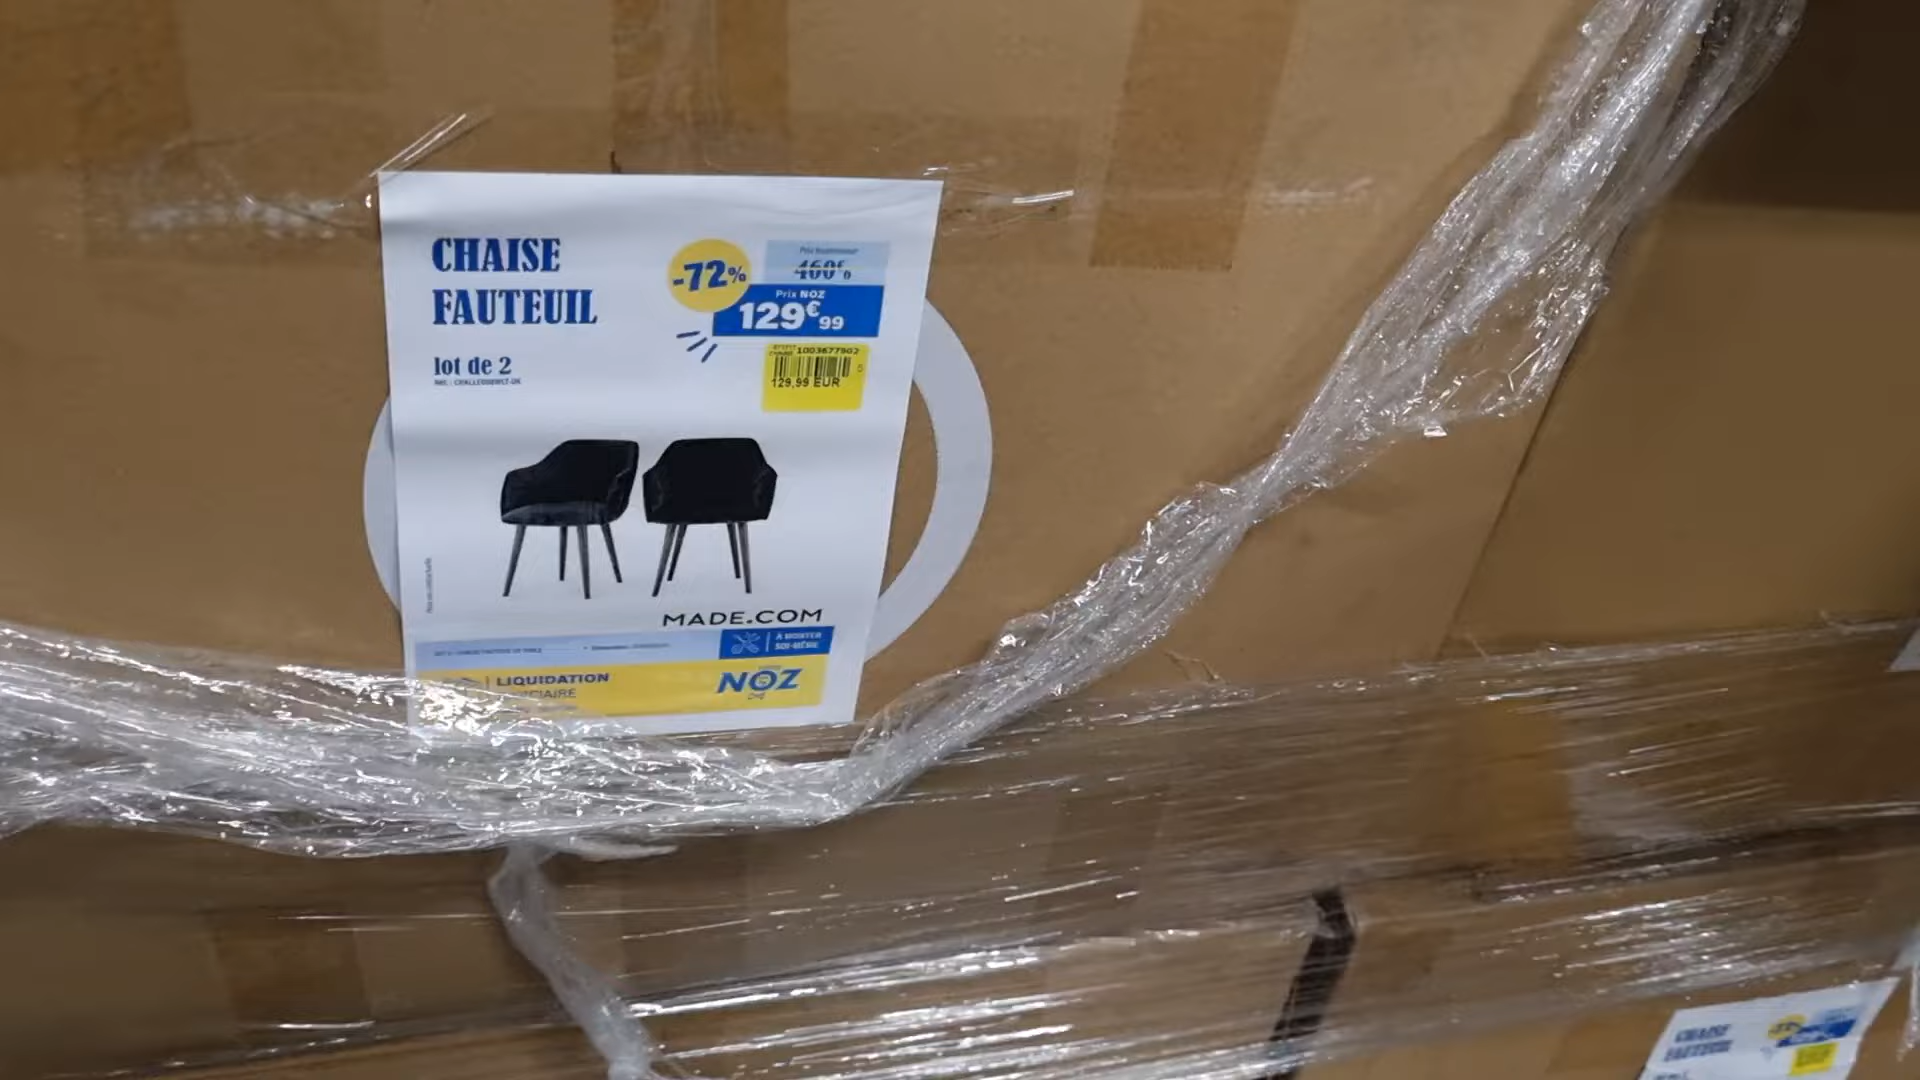 CHAISE
FAUTEUIL
lot de 2
-72%
460€
Prix NOZ
129€99
1003677902
129,99 EUR
MADE.COM
À MONTER
SOI-MÊME
LIQUIDATION
NOZ
CHAISE
FAUTEUIL